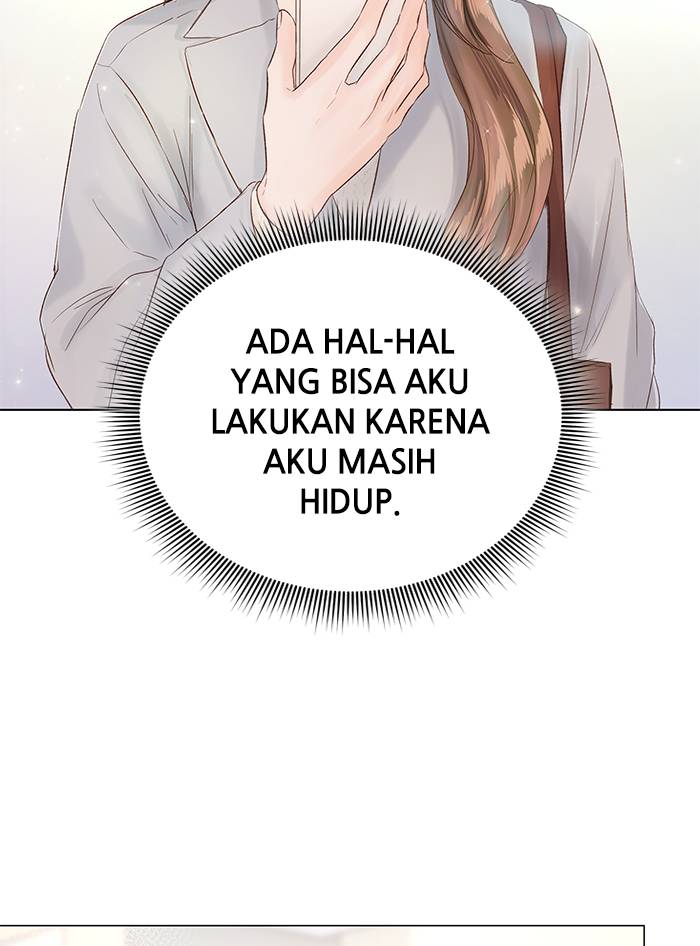 ADA HAL-HAL
YANG BISA AKU
LAKUKAN KARENA
AKU MASIH
HIDUP.